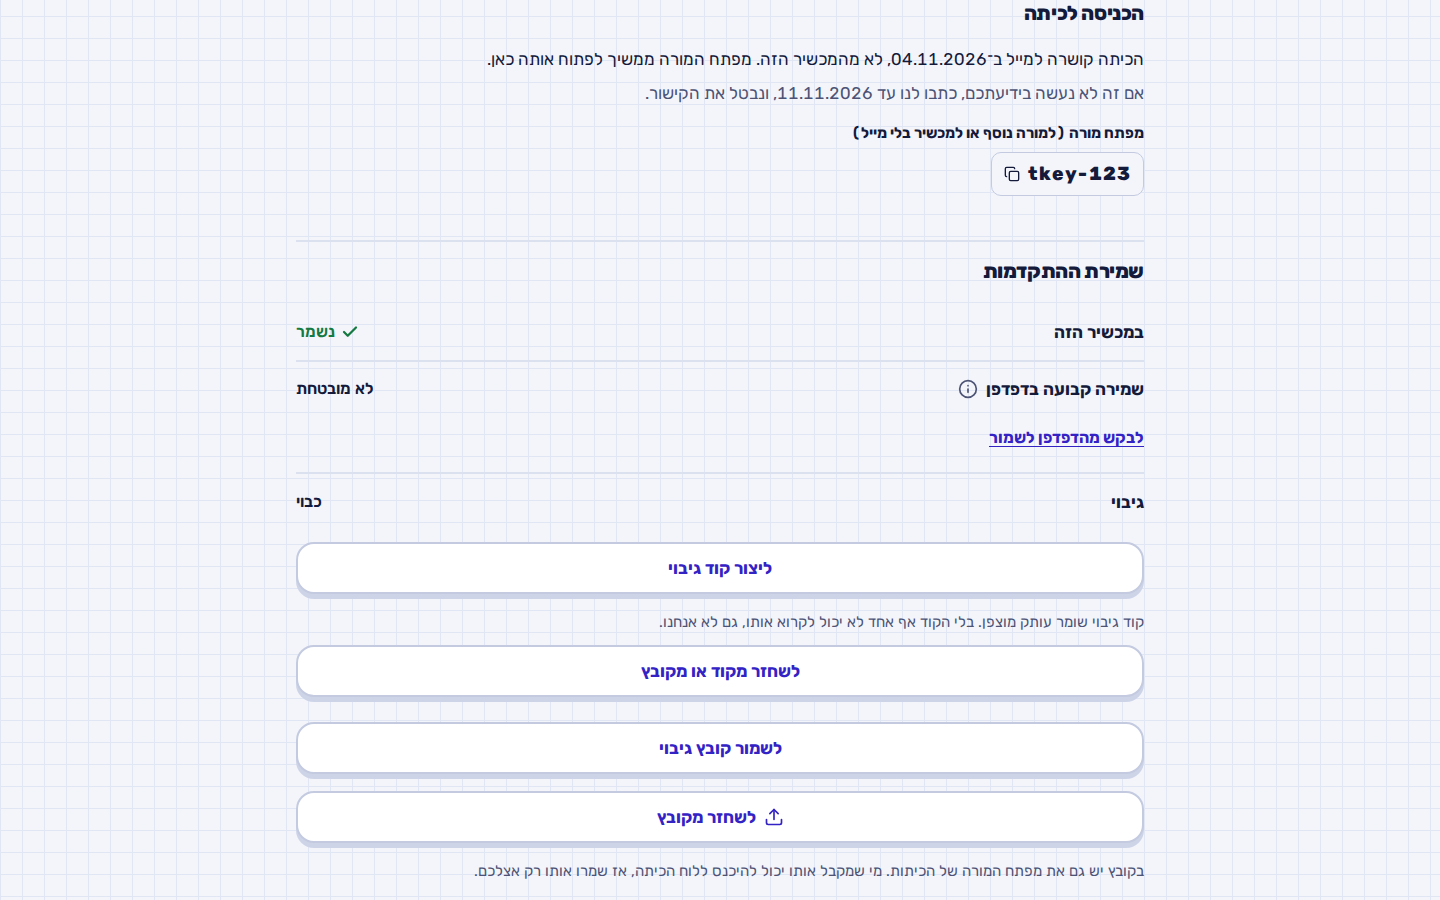 הכניסה לכיתה
הכיתה קושרה למייל ב־04.11.2026, לא מהמכשיר הזה. מפתח המורה ממשיך לפתוח אותה כאן.
אם זה לא נעשה בידיעתכם, כתבו לנו עד 11.11.2026, ונבטל את הקישור.
מפתח מורה (למורה נוסף או למכשיר בלי מייל)
tkey-123
שמירת ההתקדמות
במכשיר הזה
נשמר
שמירה קבועה בדפדפן
לא מובטחת
לבקש מהדפדפן לשמור
גיבוי
כבוי
ליצור קוד גיבוי
קוד גיבוי שומר עותק מוצפן. בלי הקוד אף אחד לא יכול לקרוא אותו, גם לא אנחנו.
לשחזר מקוד או מקובץ
לשמור קובץ גיבוי
לשחזר מקובץ
בקובץ יש גם את מפתח המורה של הכיתות. מי שמקבל אותו יכול להיכנס ללוח הכיתה, אז שמרו אותו רק אצלכם.